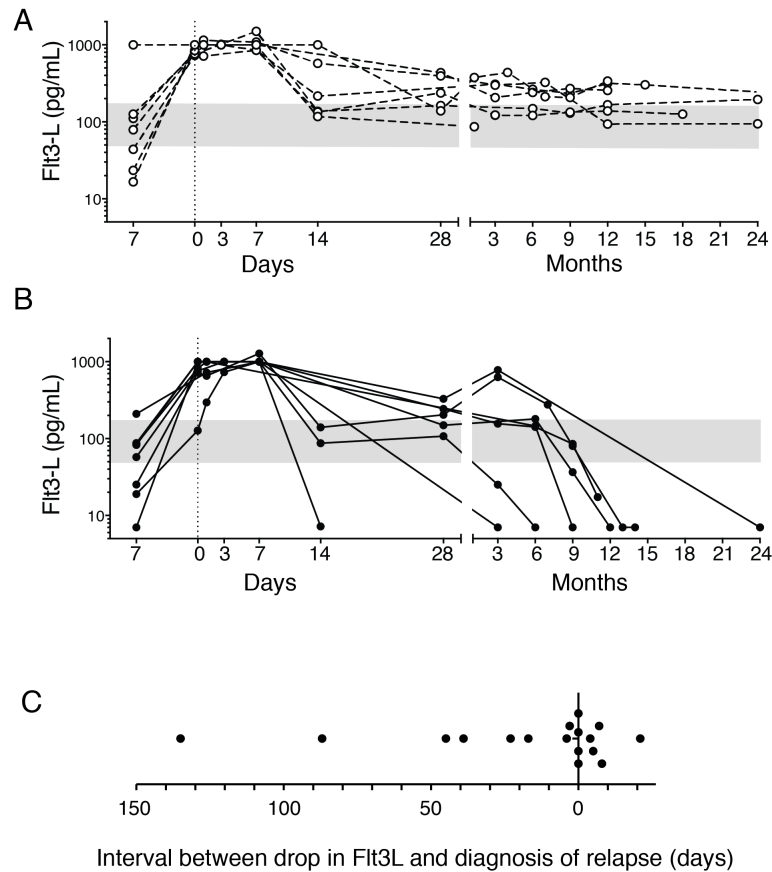 A
Flt3-L (pg/mL)
1000
100
10
7 0 3 7 14 28 3 6 9 12 15 18 21 24
Days Months
B
Flt3-L (pg/mL)
1000
100
10
7 0 3 7 14 28 3 6 9 12 15 18 21 24
Days Months
C
150 100 50 0
Interval between drop in Flt3L and diagnosis of relapse (days)